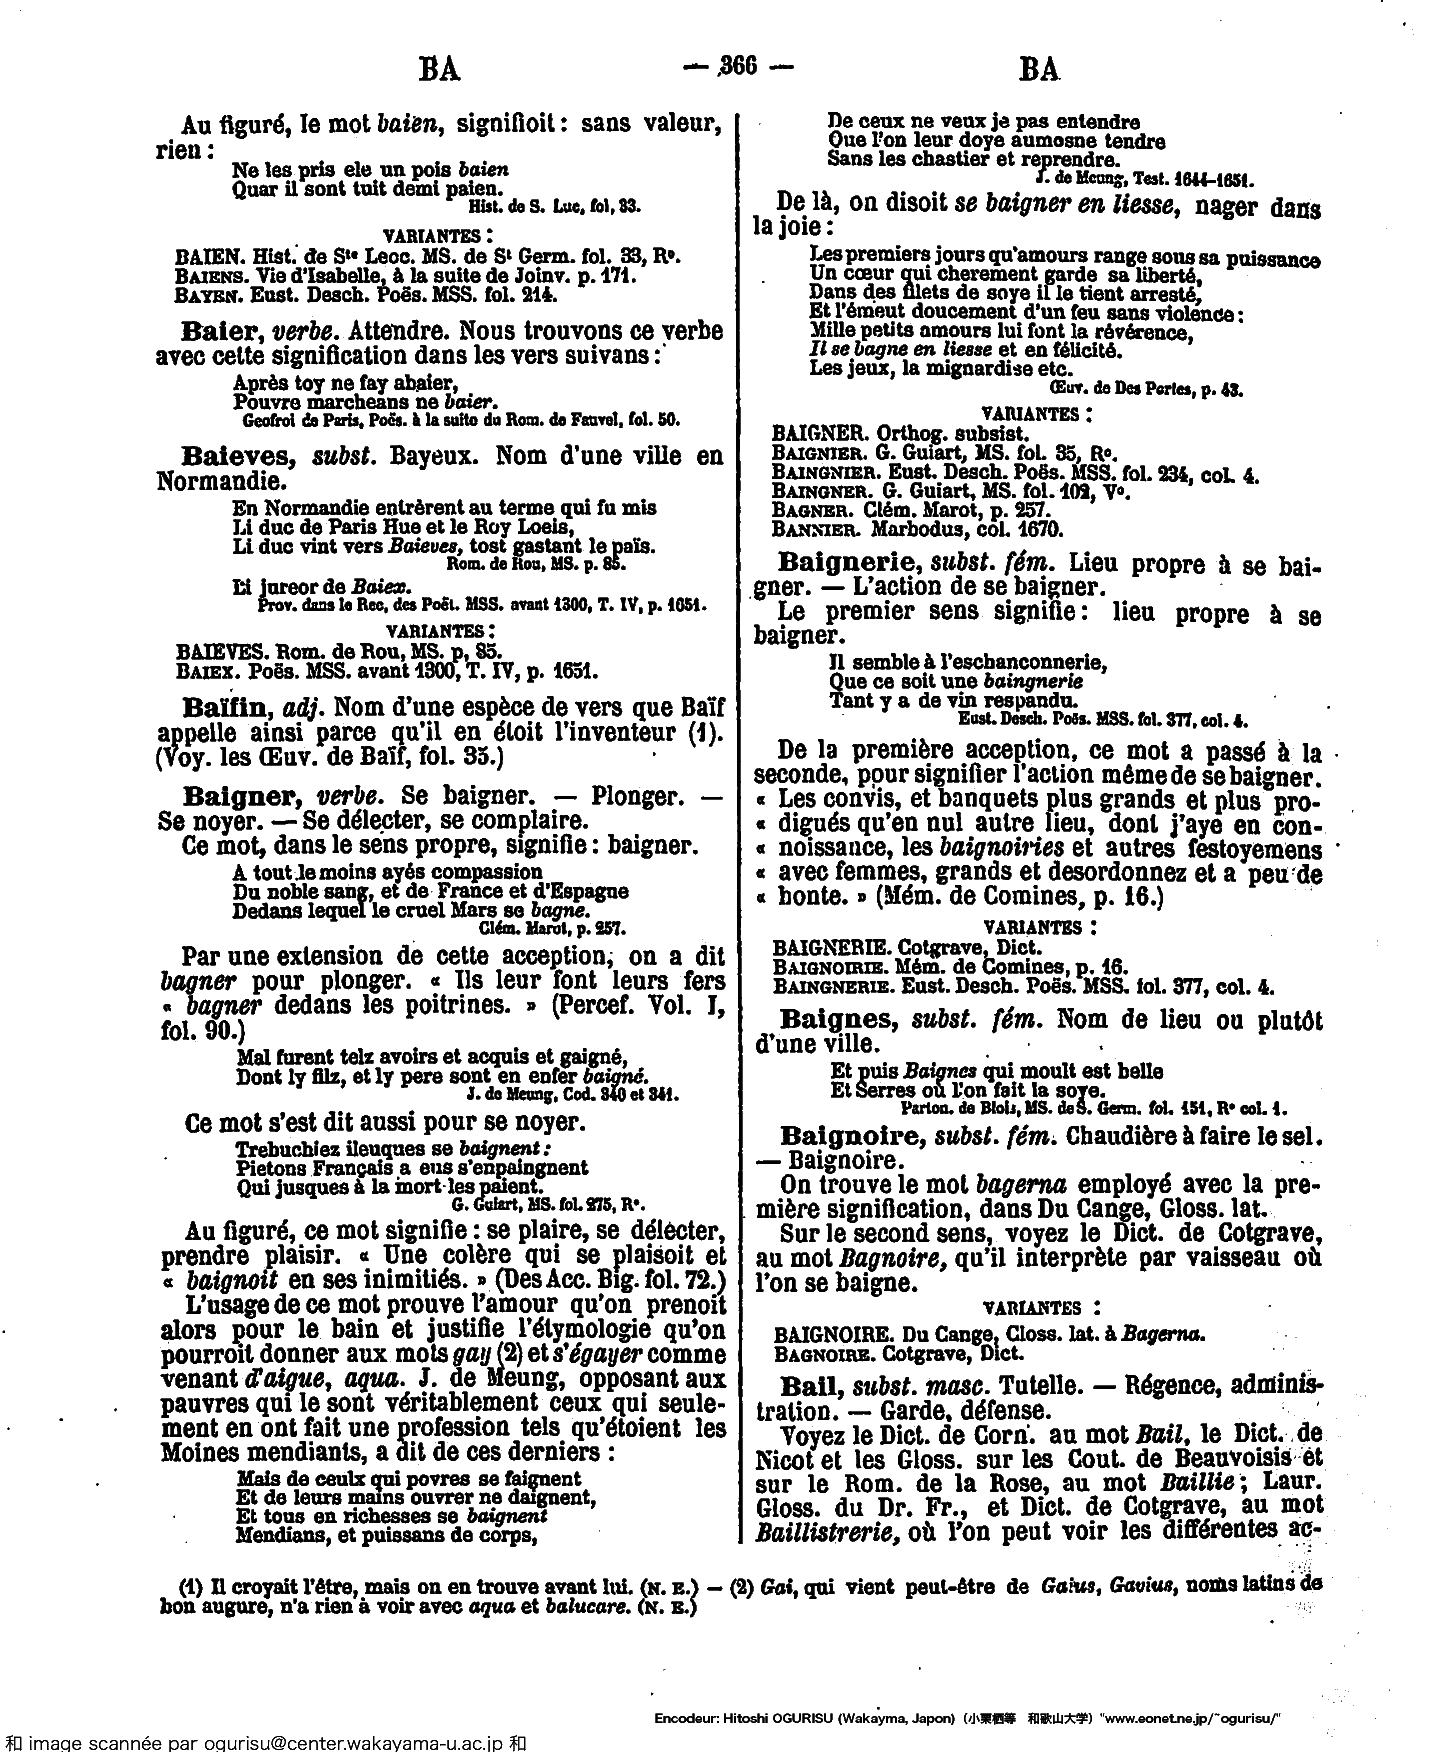 BA
— 366 —
BA
Au figuré, le mot baien, signifioit : sans valeur,
rien :
Ne les pris ele un pois baien
Quar il sont tuit demi paien.
Hist. de S. Luc, fol, 33.
VARIANTES :
BAIEN. Hist. de Ste Leoc. MS. de St Germ. fol. 33, Ro.
BAIENS. Vie d'Isabelle, à la suite de Joinv. p. 171.
BAYEN. Eust. Desch. Poës. MSS. fol. 214.
Baier, verbe. Attendre. Nous trouvons ce verbe
avec cette signification dans les vers suivans :
Après toy ne fay abaier,
Pouvre marcheans ne baier.
Geofroi de Paris, Poës. à la suite du Rom. de Fauvel, fol. 50.
Baieves, subst. Bayeux. Nom d'une ville en
Normandie.
En Normandie entrèrent au terme qui fu mis
Li duc de Paris Hue et le Roy Loeis,
Li duc vint vers Baieves, tost gastant le païs.
Rom. de Rou, MS. p. 85.
Li jureor de Baiex.
Prov. dans le Rec, des Poët. MSS. avant 1300, T. IV, p. 1651.
VARIANTES :
BAIEVES. Rom. de Rou, MS. p, 85.
BAIEX. Poës. MSS. avant 1300, T. IV, p. 1651.
Baïfin, adj. Nom d'une espèce de vers que Baïf
appelle ainsi parce qu'il en étoit l'inventeur (1).
(Voy. les Œuv. de Baïf, fol. 35.)
Baigner, verbe. Se baigner. — Plonger. —
Se noyer. — Se délecter, se complaire.
Ce mot, dans le sens propre, signifie : baigner.
A tout le moins ayés compassion
Du noble sang, et de France et d'Espagne
Dedans lequel le cruel Mars se bagne.
Clém. Marot, p. 257.
Par une extension de cette acception, on a dit
bagner pour plonger. « Ils leur font leurs fers
« bagner dedans les poitrines. » (Percef. Vol. I,
fol. 90.)
Mal furent telz avoirs et acquis et gaigné,
Dont ly filz, et ly pere sont en enfer baigné.
J. de Meung, Cod. 340 et 341.
Ce mot s'est dit aussi pour se noyer.
Trebuchiez ileuques se baignent :
Pietons Français a eus s'enpaingnent
Qui jusques à la mort les paient.
G. Guiart, MS. fol. 275, Ro.
Au figuré, ce mot signifie : se plaire, se délecter,
prendre plaisir. « Une colère qui se plaisoit et
« baignoit en ses inimitiés. » (Des Acc. Big. fol. 72.)
L'usage de ce mot prouve l'amour qu'on prenoit
alors pour le bain et justifie l'étymologie qu'on
pourroit donner aux mots gay (2) et s'égayer comme
venant d'aigue, aqua. J. de Meung, opposant aux
pauvres qui le sont véritablement ceux qui seule-
ment en ont fait une profession tels qu'étoient les
Moines mendiants, a dit de ces derniers :
Mais de ceulx qui povres se faignent
Et de leurs mains ouvrer ne daignent,
Et tous en richesses se baignent
Mendians, et puissans de corps,
De ceux ne veux je pas entendre
Que l'on leur doye aumosne tendre
Sans les chastier et reprendre.
J. de Meung, Test. 1644-1651.
De là, on disoit se baigner en liesse, nager dans
la joie :
Les premiers jours qu'amours range sous sa puissance
Un cœur qui cherement garde sa liberté,
Dans des filets de soye il le tient arresté,
Et l'émeut doucement d'un feu sans violence :
Mille petits amours lui font la révérence,
Il se bagne en liesse et en félicité.
Les jeux, la mignardise etc.
Œuv. de Des Portes, p. 43.
VARIANTES :
BAIGNER. Orthog. subsist.
BAIGNIER. G. Guiart, MS. fol. 35, Ro.
BAINGNIER. Eust. Desch. Poës. MSS. fol. 234, col. 4.
BAINGNER. G. Guiart, MS. fol. 102, Vo.
BAGNER. Clém. Marot, p. 257.
BANNIER. Marbodus, col. 1670.
Baignerie, subst. fém. Lieu propre à se bai-
gner. — L'action de se baigner.
Le premier sens signifie : lieu propre à se
baigner.
Il semble à l'eschanconnerie,
Que ce soit une baingnerie
Tant y a de vin respandu.
Eust. Desch. Poës. MSS. fol. 377, col. 4.
De la première acception, ce mot a passé à la
seconde, pour signifier l'action même de se baigner.
« Les convis, et banquets plus grands et plus pro-
« digués qu'en nul autre lieu, dont j'aye en con-
« noissance, les baignoiries et autres festoyemens
« avec femmes, grands et desordonnez et a peu de
« honte. » (Mém. de Comines, p. 16.)
VARIANTES :
BAIGNERIE. Cotgrave, Dict.
BAIGNOIRIE. Mém. de Comines, p. 16.
BAINGNERIE. Eust. Desch. Poës. MSS. fol. 377, col. 4.
Baignes, subst. fém. Nom de lieu ou plutôt
d'une ville.
Et puis Baignes qui moult est belle
Et Serres où l'on fait la soye.
Parton. de Blois, MS. de S. Germ. fol. 151, Ro col. 1.
Baignoire, subst. fém. Chaudière à faire le sel.
— Baignoire.
On trouve le mot bagerna employé avec la pre-
mière signification, dans Du Cange, Gloss. lat.
Sur le second sens, voyez le Dict. de Cotgrave,
au mot Bagnoire, qu'il interprète par vaisseau où
l'on se baigne.
VARIANTES :
BAIGNOIRE. Du Cange, Closs. lat. à Bagerna.
BAGNOIRE. Cotgrave, Dict.
Bail, subst. masc. Tutelle. — Régence, adminis-
tration. — Garde, défense.
Voyez le Dict. de Corn. au mot Bail, le Dict. de
Nicot et les Gloss. sur les Cout. de Beauvoisis et
sur le Rom. de la Rose, au mot Baillie ; Laur.
Gloss. du Dr. Fr., et Dict. de Cotgrave, au mot
Baillistrerie, où l'on peut voir les différentes ac-
(1) Il croyait l'être, mais on en trouve avant lui. (N. E.) — (2) Gai, qui vient peut-être de Gaius, Gavius, noms latins de
bon augure, n'a rien à voir avec aqua et balucare. (N. E.)
Encodeur: Hitoshi OGURISU (Wakayma, Japon) (小栗栖等 和歌山大学) "www.eonet.ne.jp/~ogurisu/"
和 image scannée par ogurisu@center.wakayama-u.ac.jp 和